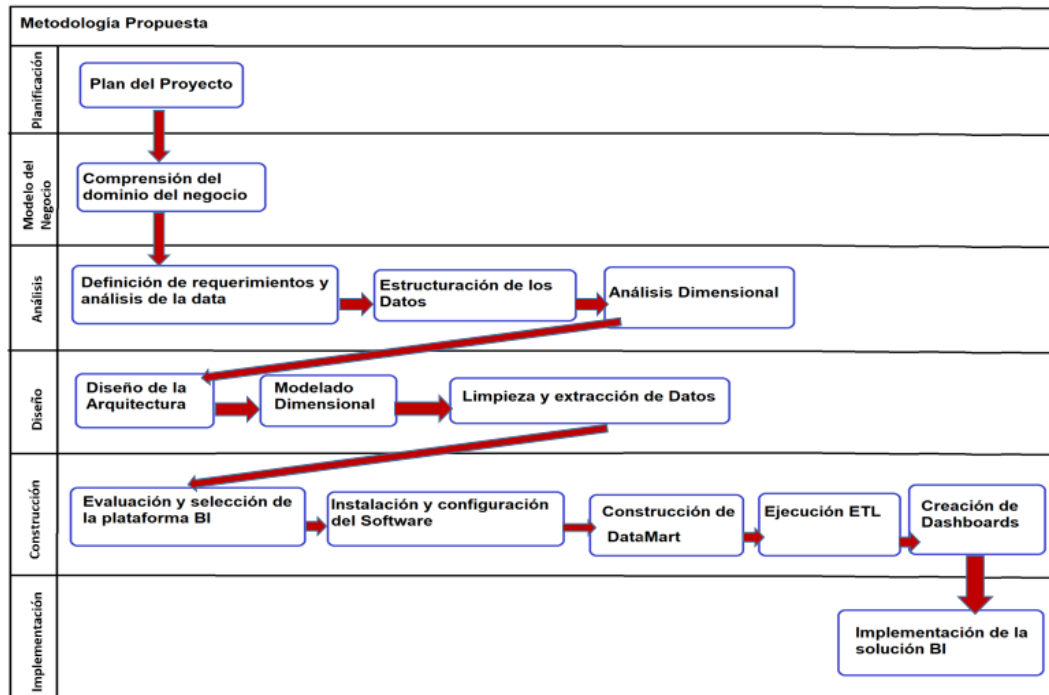 Metodología Propuesta
Planificación
Plan del Proyecto
Modelo del
Negocio
Comprensión del
dominio del negocio
Análisis
Definición de requerimientos y
análisis de la data
Estructuración de los
Datos
Análisis Dimensional
Diseño
Diseño de la
Arquitectura
Modelado
Dimensional
Limpieza y extracción de Datos
Construcción
Evaluación y selección de
la plataforma BI
Instalación y configuración
del Software
Construcción de
DataMart
Ejecución ETL
Creación de
Dashboards
Implementación
Implementación de la
solución BI